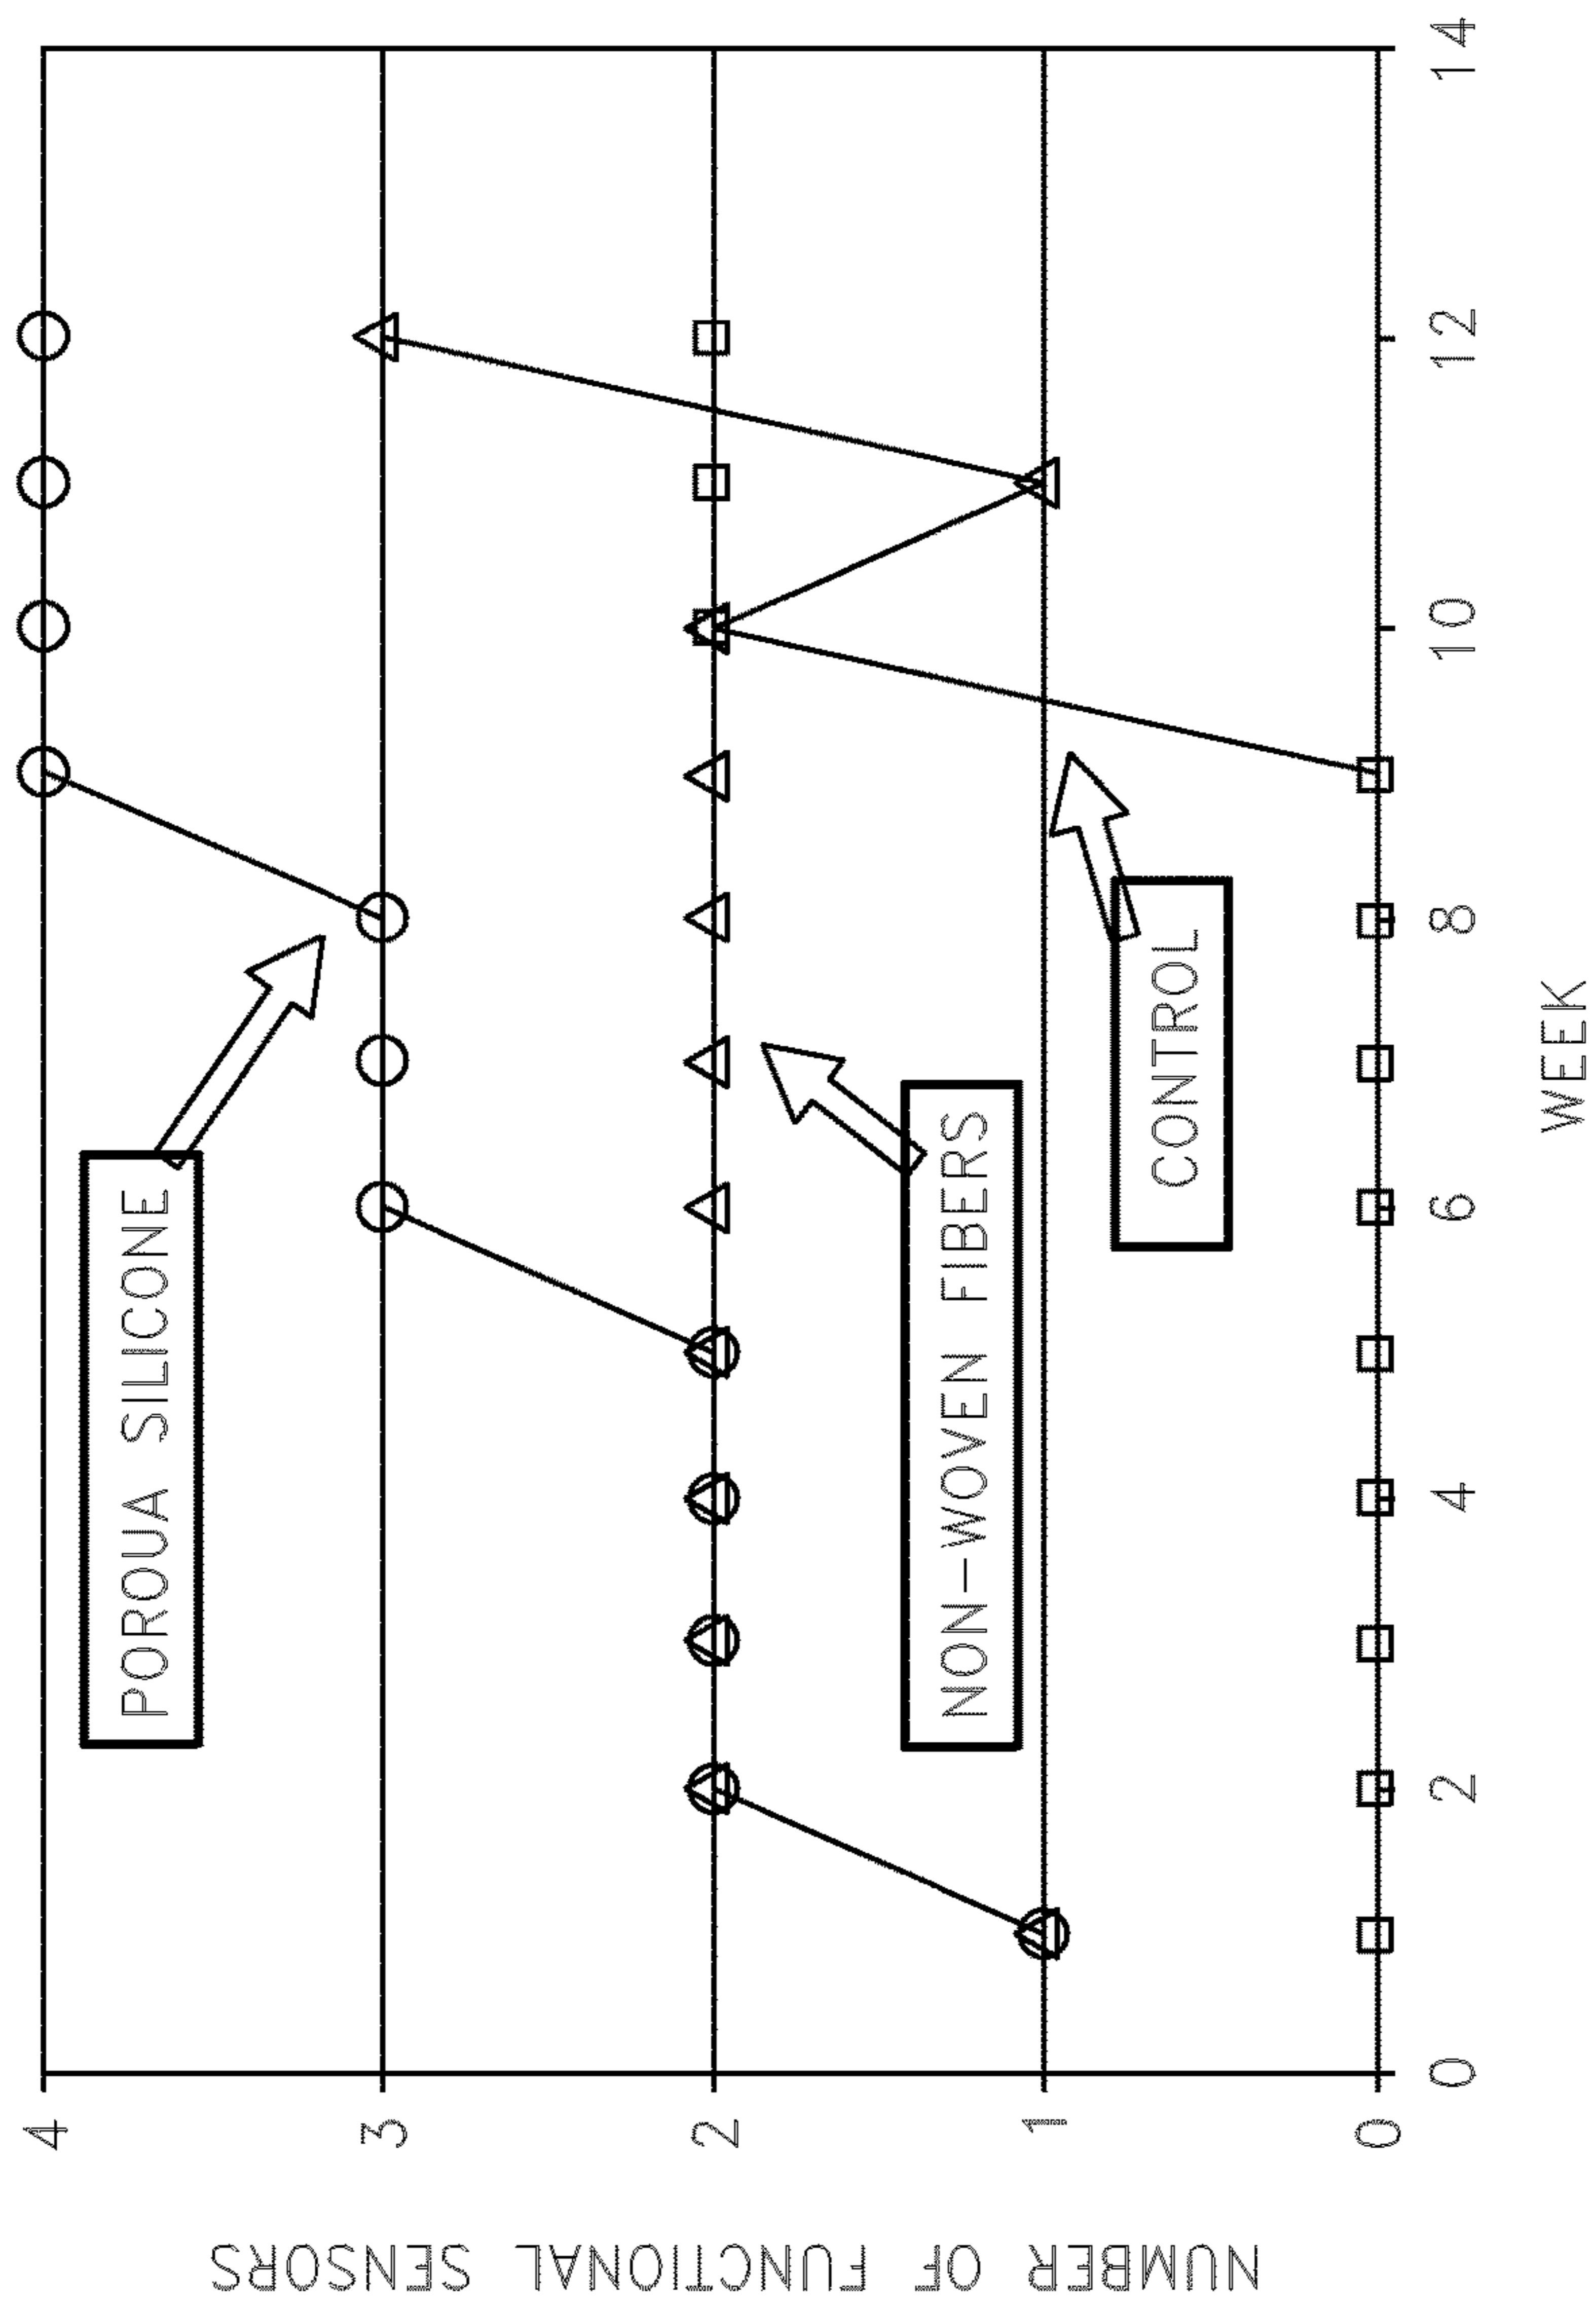 NUMBER OF FUNCTIONAL SENSORS
4
3
2
1
0
POROUA SILICONE
NON-WOVEN FIBERS
CONTROL
0
2
4
6
8
10
12
14
WEEK